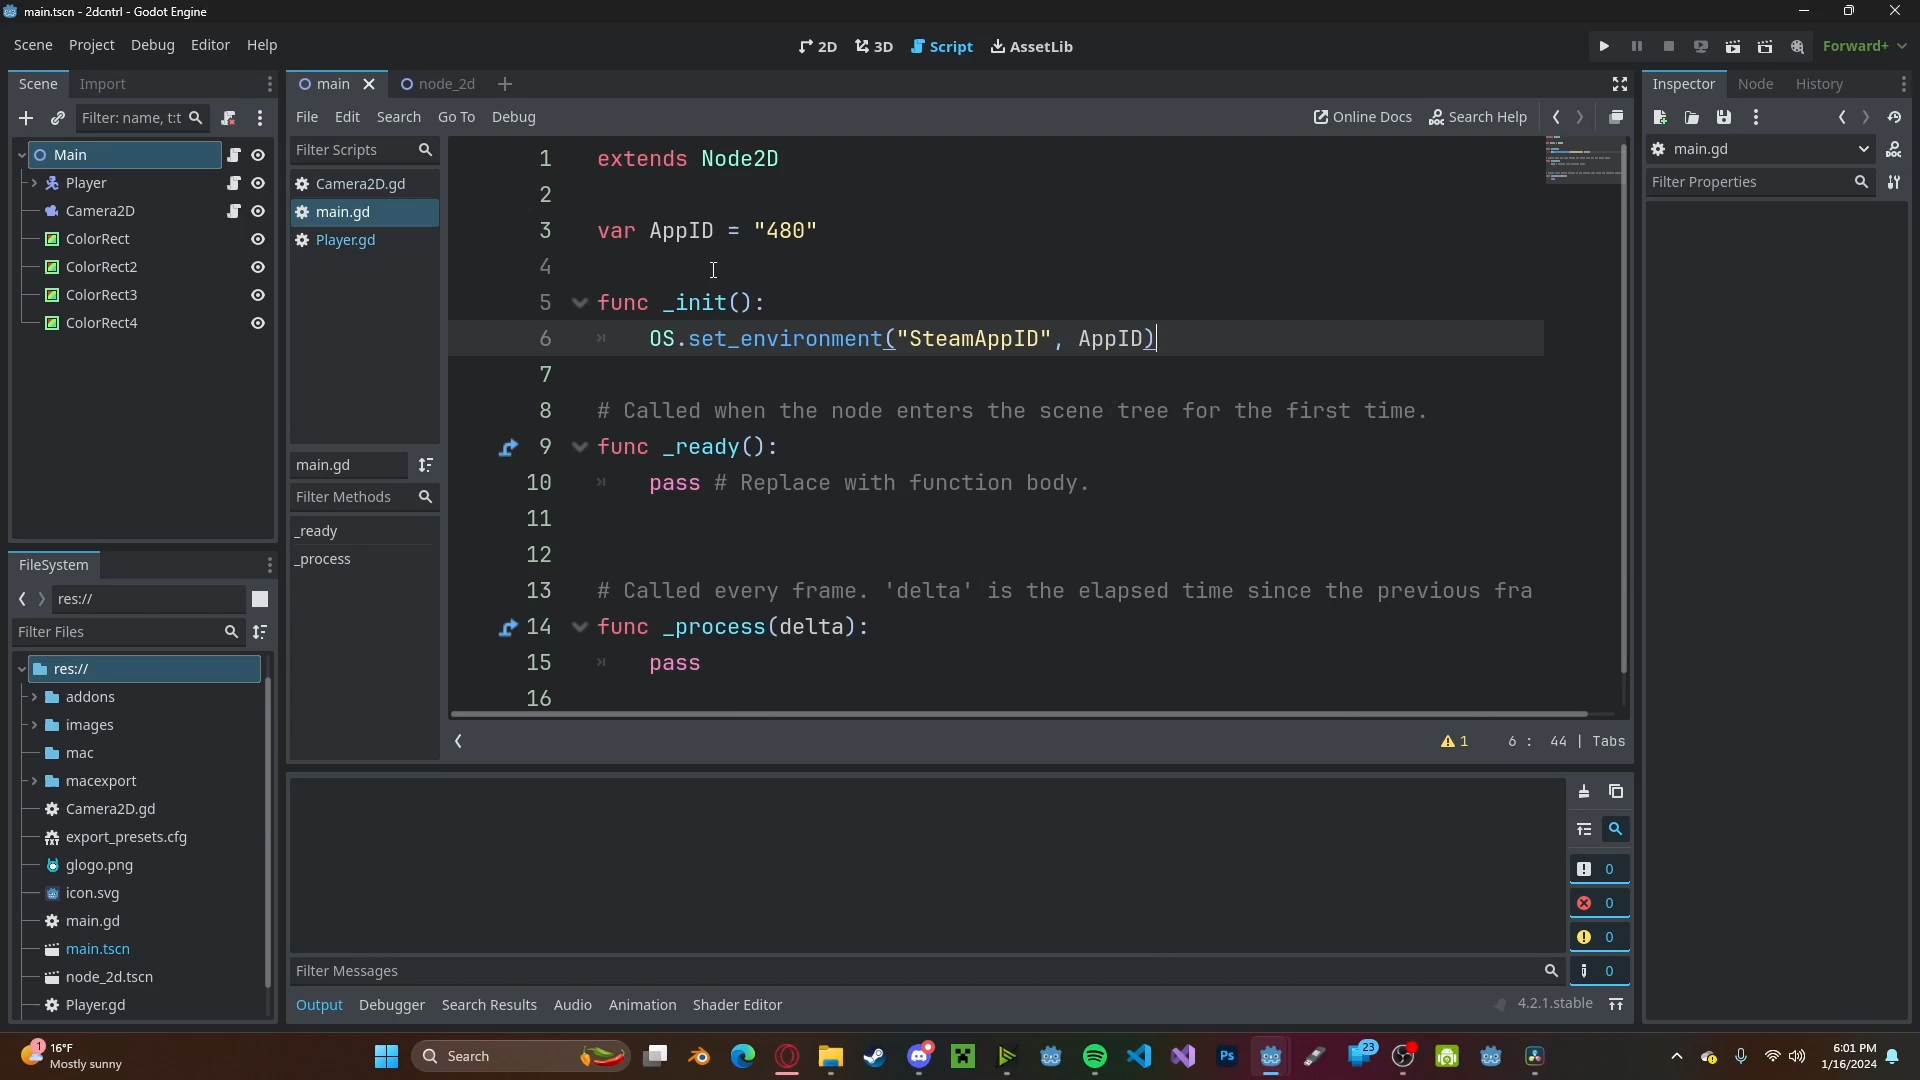 main.tscn - 2dcntrl - Godot Engine
Scene Project Debug Editor Help
2D 3D Script AssetLib
Forward+
Scene Import
Filter: name, t:t
Main
Player
Camera2D
ColorRect
ColorRect2
ColorRect3
ColorRect4
FileSystem
res://
Filter Files
res://
addons
images
mac
macexport
Camera2D.gd
export_presets.cfg
glogo.png
icon.svg
main.gd
main.tscn
node_2d.tscn
Player.gd
main node_2d
File Edit Search Go To Debug
Online Docs Search Help
Filter Scripts
Camera2D.gd
main.gd
Player.gd
main.gd
Filter Methods
_ready
_process
1 extends Node2D
2
3 var AppID = "480"
4
5 func _init():
6 OS.set_environment("SteamAppID", AppID)
7
8 # Called when the node enters the scene tree for the first time.
9 func _ready():
10 pass # Replace with function body.
11
12
13 # Called every frame. 'delta' is the elapsed time since the previous fra
14 func _process(delta):
15 pass
16
1 6 : 44 | Tabs
0
0
0
0
Filter Messages
Output Debugger Search Results Audio Animation Shader Editor
4.2.1.stable
Inspector Node History
main.gd
Filter Properties
1
16°F
Mostly sunny
Search
Ps
23
6:01 PM
1/16/2024